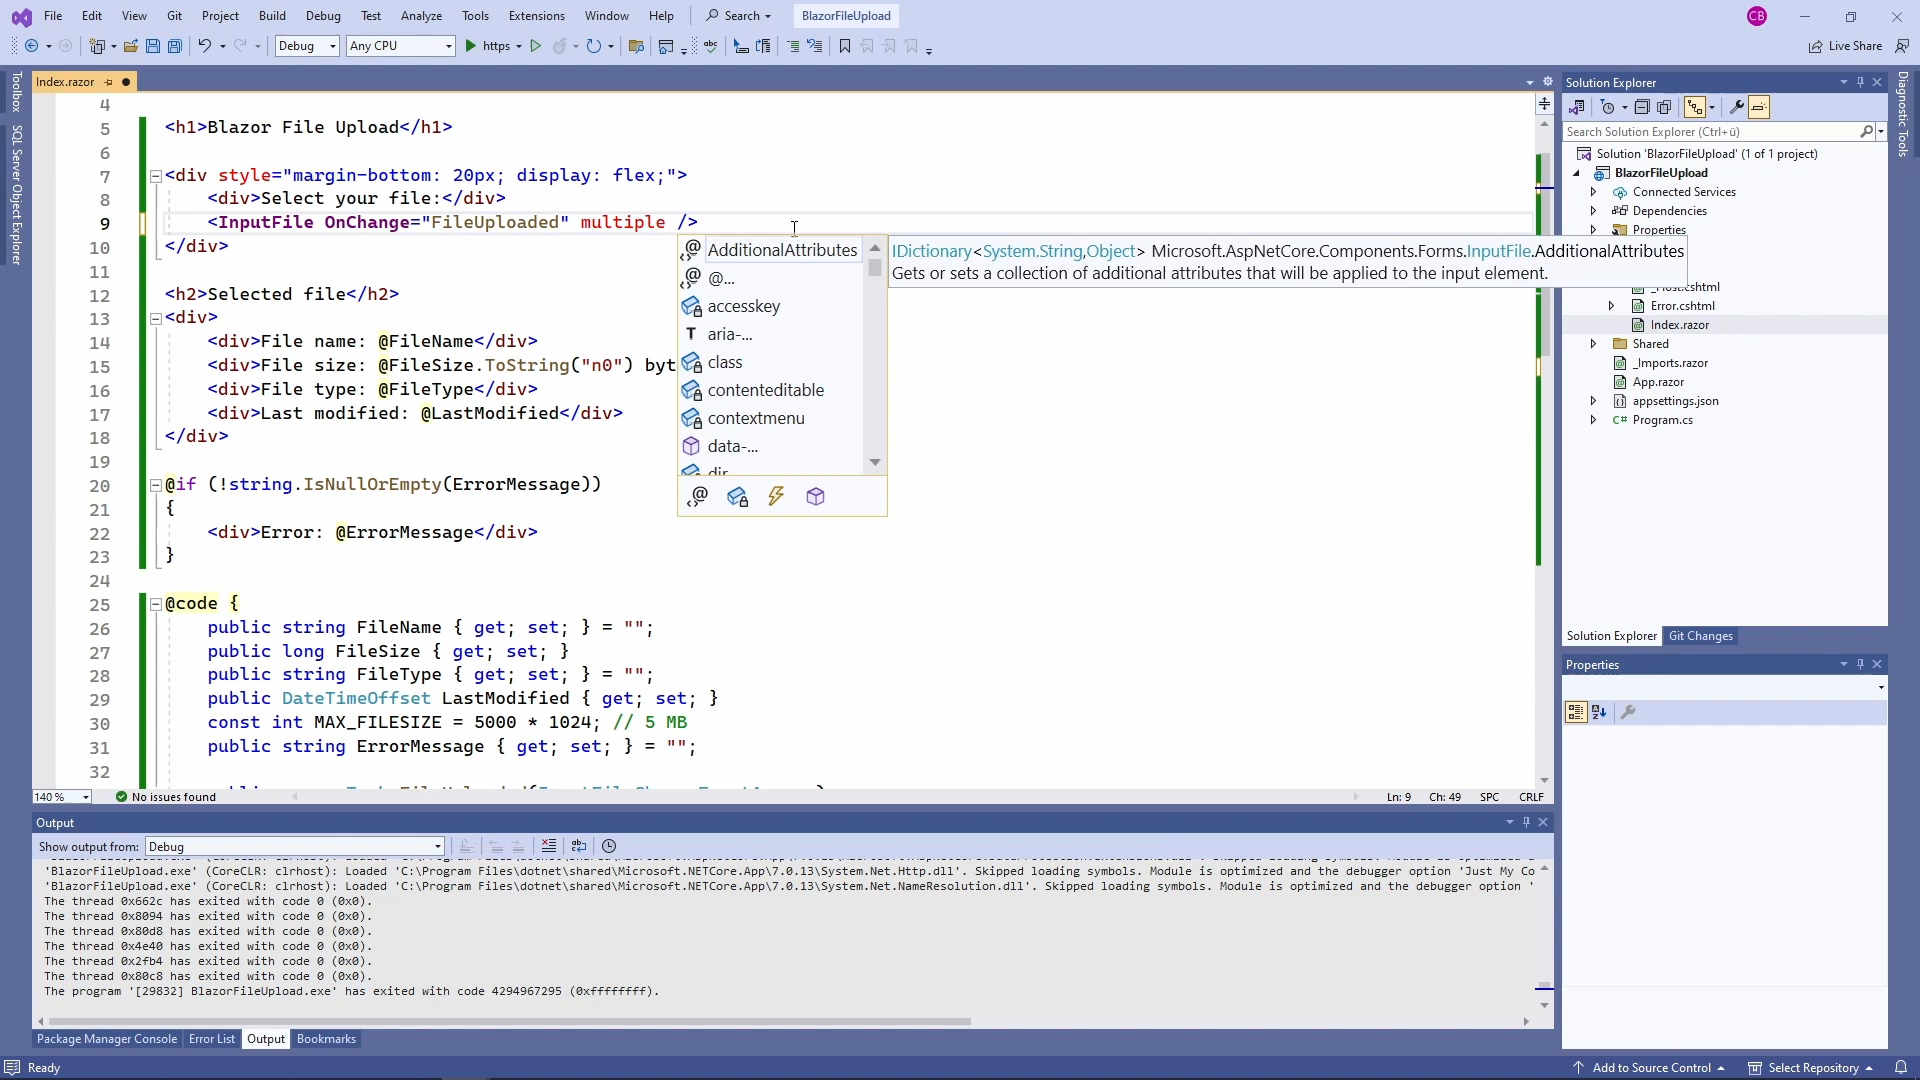 File Edit View Git Project Build Debug Test Analyze Tools Extensions Window Help Search BlazorFileUpload CB
Debug Any CPU https Live Share
Toolbox
SQL Server Object Explorer
Index.razor
4
5 <h1>Blazor File Upload</h1>
6
7 <div style="margin-bottom: 20px; display: flex;">
8 <div>Select your file:</div>
9 <InputFile OnChange="FileUploaded" multiple />
10 </div>
11
12 <h2>Selected file</h2>
13 <div>
14 <div>File name: @FileName</div>
15 <div>File size: @FileSize.ToString("n0") byt
16 <div>File type: @FileType</div>
17 <div>Last modified: @LastModified</div>
18 </div>
19
20 @if (!string.IsNullOrEmpty(ErrorMessage))
21 {
22 <div>Error: @ErrorMessage</div>
23 }
24
25 @code {
26 public string FileName { get; set; } = "";
27 public long FileSize { get; set; }
28 public string FileType { get; set; } = "";
29 public DateTimeOffset LastModified { get; set; }
30 const int MAX_FILESIZE = 5000 * 1024; // 5 MB
31 public string ErrorMessage { get; set; } = "";
32
AdditionalAttributes
@...
accesskey
aria-...
class
contenteditable
contextmenu
data-...
dir
IDictionary<System.String,Object> Microsoft.AspNetCore.Components.Forms.InputFile.AdditionalAttributes
Gets or sets a collection of additional attributes that will be applied to the input element.
140 % No issues found Ln: 9 Ch: 49 SPC CRLF
Output
Show output from: Debug
'BlazorFileUpload.exe' (CoreCLR: clrhost): Loaded 'C:\Program Files\dotnet\shared\Microsoft.NETCore.App\7.0.13\System.Net.Http.dll'. Skipped loading symbols. Module is optimized and the debugger option 'Just My Co
'BlazorFileUpload.exe' (CoreCLR: clrhost): Loaded 'C:\Program Files\dotnet\shared\Microsoft.NETCore.App\7.0.13\System.Net.NameResolution.dll'. Skipped loading symbols. Module is optimized and the debugger option '
The thread 0x662c has exited with code 0 (0x0).
The thread 0x8094 has exited with code 0 (0x0).
The thread 0x80d8 has exited with code 0 (0x0).
The thread 0x4e40 has exited with code 0 (0x0).
The thread 0x2fb4 has exited with code 0 (0x0).
The thread 0x80c8 has exited with code 0 (0x0).
The program '[29832] BlazorFileUpload.exe' has exited with code 4294967295 (0xffffffff).
Package Manager Console Error List Output Bookmarks
Solution Explorer
Search Solution Explorer (Ctrl+ü)
Solution 'BlazorFileUpload' (1 of 1 project)
BlazorFileUpload
Connected Services
Dependencies
Properties
_Host.cshtml
Error.cshtml
Index.razor
Shared
_Imports.razor
App.razor
appsettings.json
C# Program.cs
Solution Explorer Git Changes
Properties
Diagnostic Tools
Ready Add to Source Control Select Repository